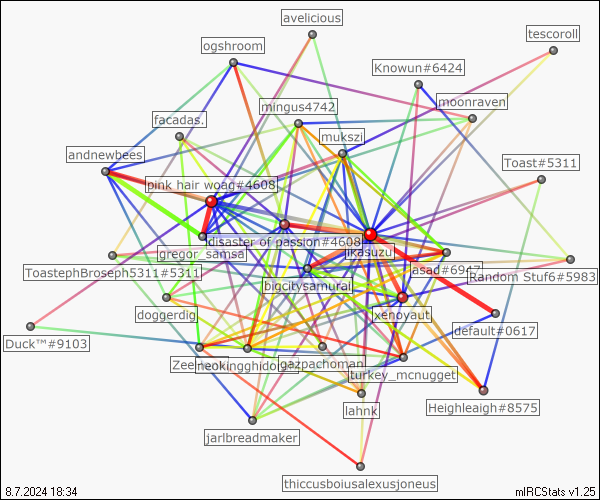 avelicious
tescoroll
ogshroom
Knowun#6424
moonraven
mingus4742
facadas.
mukszi
andnewbees
Toast#5311
pink hair woag#4608
disaster of passion#4608
gregor_samsa
ikasuzu
ToastephBroseph5311#5311
asad#6947
Random Stuf6#5983
bigcitysamurai
doggerdig
xenovaut
default#0617
Duck™#9103
neokingghido
gazpachoman
turkey_mcnugget
lahnk
Heighleaigh#8575
jarlbreadmaker
thiccusboiusalexusjoneus
8.7.2024 18:34
mIRCStats v1.25